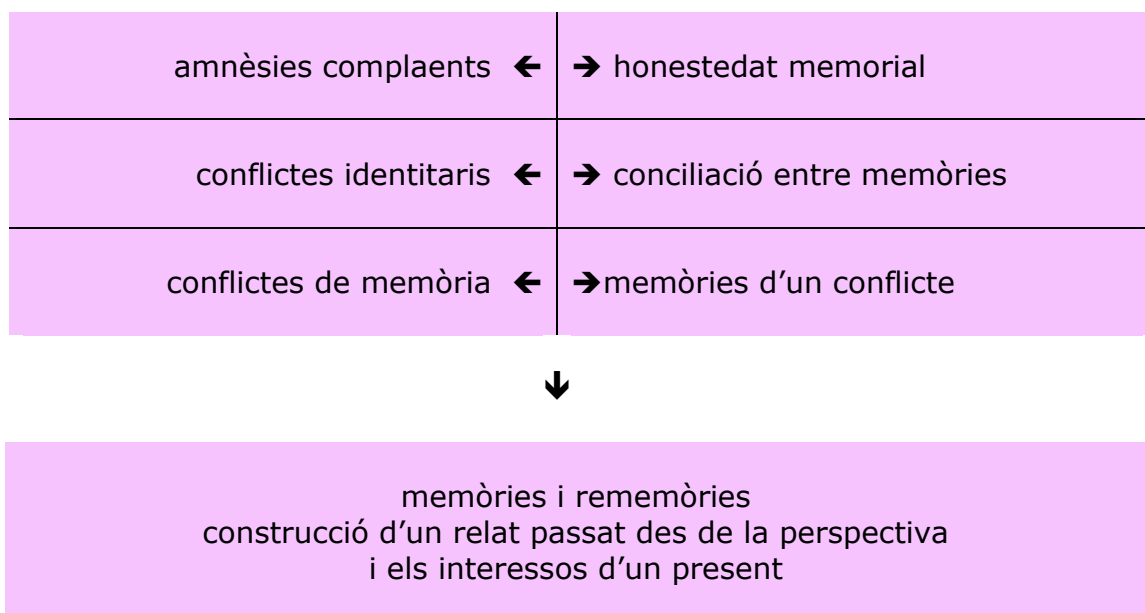 amnèsies complaents ← → honestedat memorial
conflictes identitaris ← → conciliació entre memòries
conflictes de memòria ← →memòries d’un conflicte
↓
memòries i rememòries
construcció d’un relat passat des de la perspectiva
i els interessos d’un present